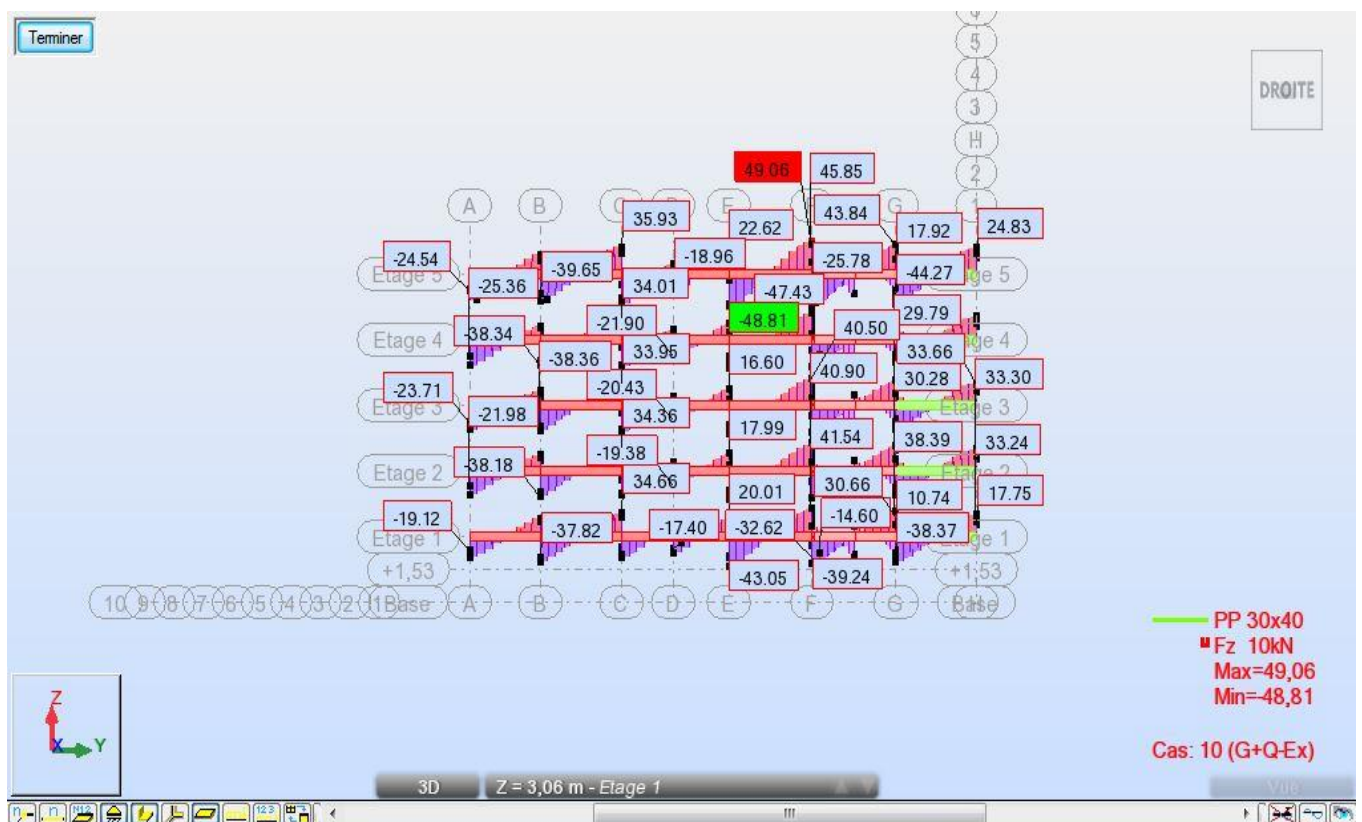 Terminer
5
4
3
H
2
1
DROITE
A B C E G
49.06 45.85
35.93 22.62 43.84 17.92 24.83
-24.54 -25.36 -39.65 34.01 -18.96 -47.43 -25.78 -44.27
Etage 5
-38.34 -38.36 -21.90 33.95 -48.81 16.60 40.50 40.90 29.79 33.66
Etage 4
-23.71 -21.98 -20.43 34.36 17.99 30.28 33.30
Etage 3 Etage 3
-38.18 -19.38 34.66 20.01 41.54 30.66 38.39 33.24
Etage 2 Etage 2
-19.12 -37.82 -17.40 -32.62 -14.60 10.74 -38.37 17.75
Etage 1
-43.05 -39.24
+1,53 +1,53
10 9 8 7 6 5 4 3 2 Base A B C D E F G Base
PP 30x40
Fz 10kN
Max=49,06
Min=-48,81
Cas: 10 (G+Q-Ex)
Z
X Y
3D Z = 3,06 m - Etage 1 Vue